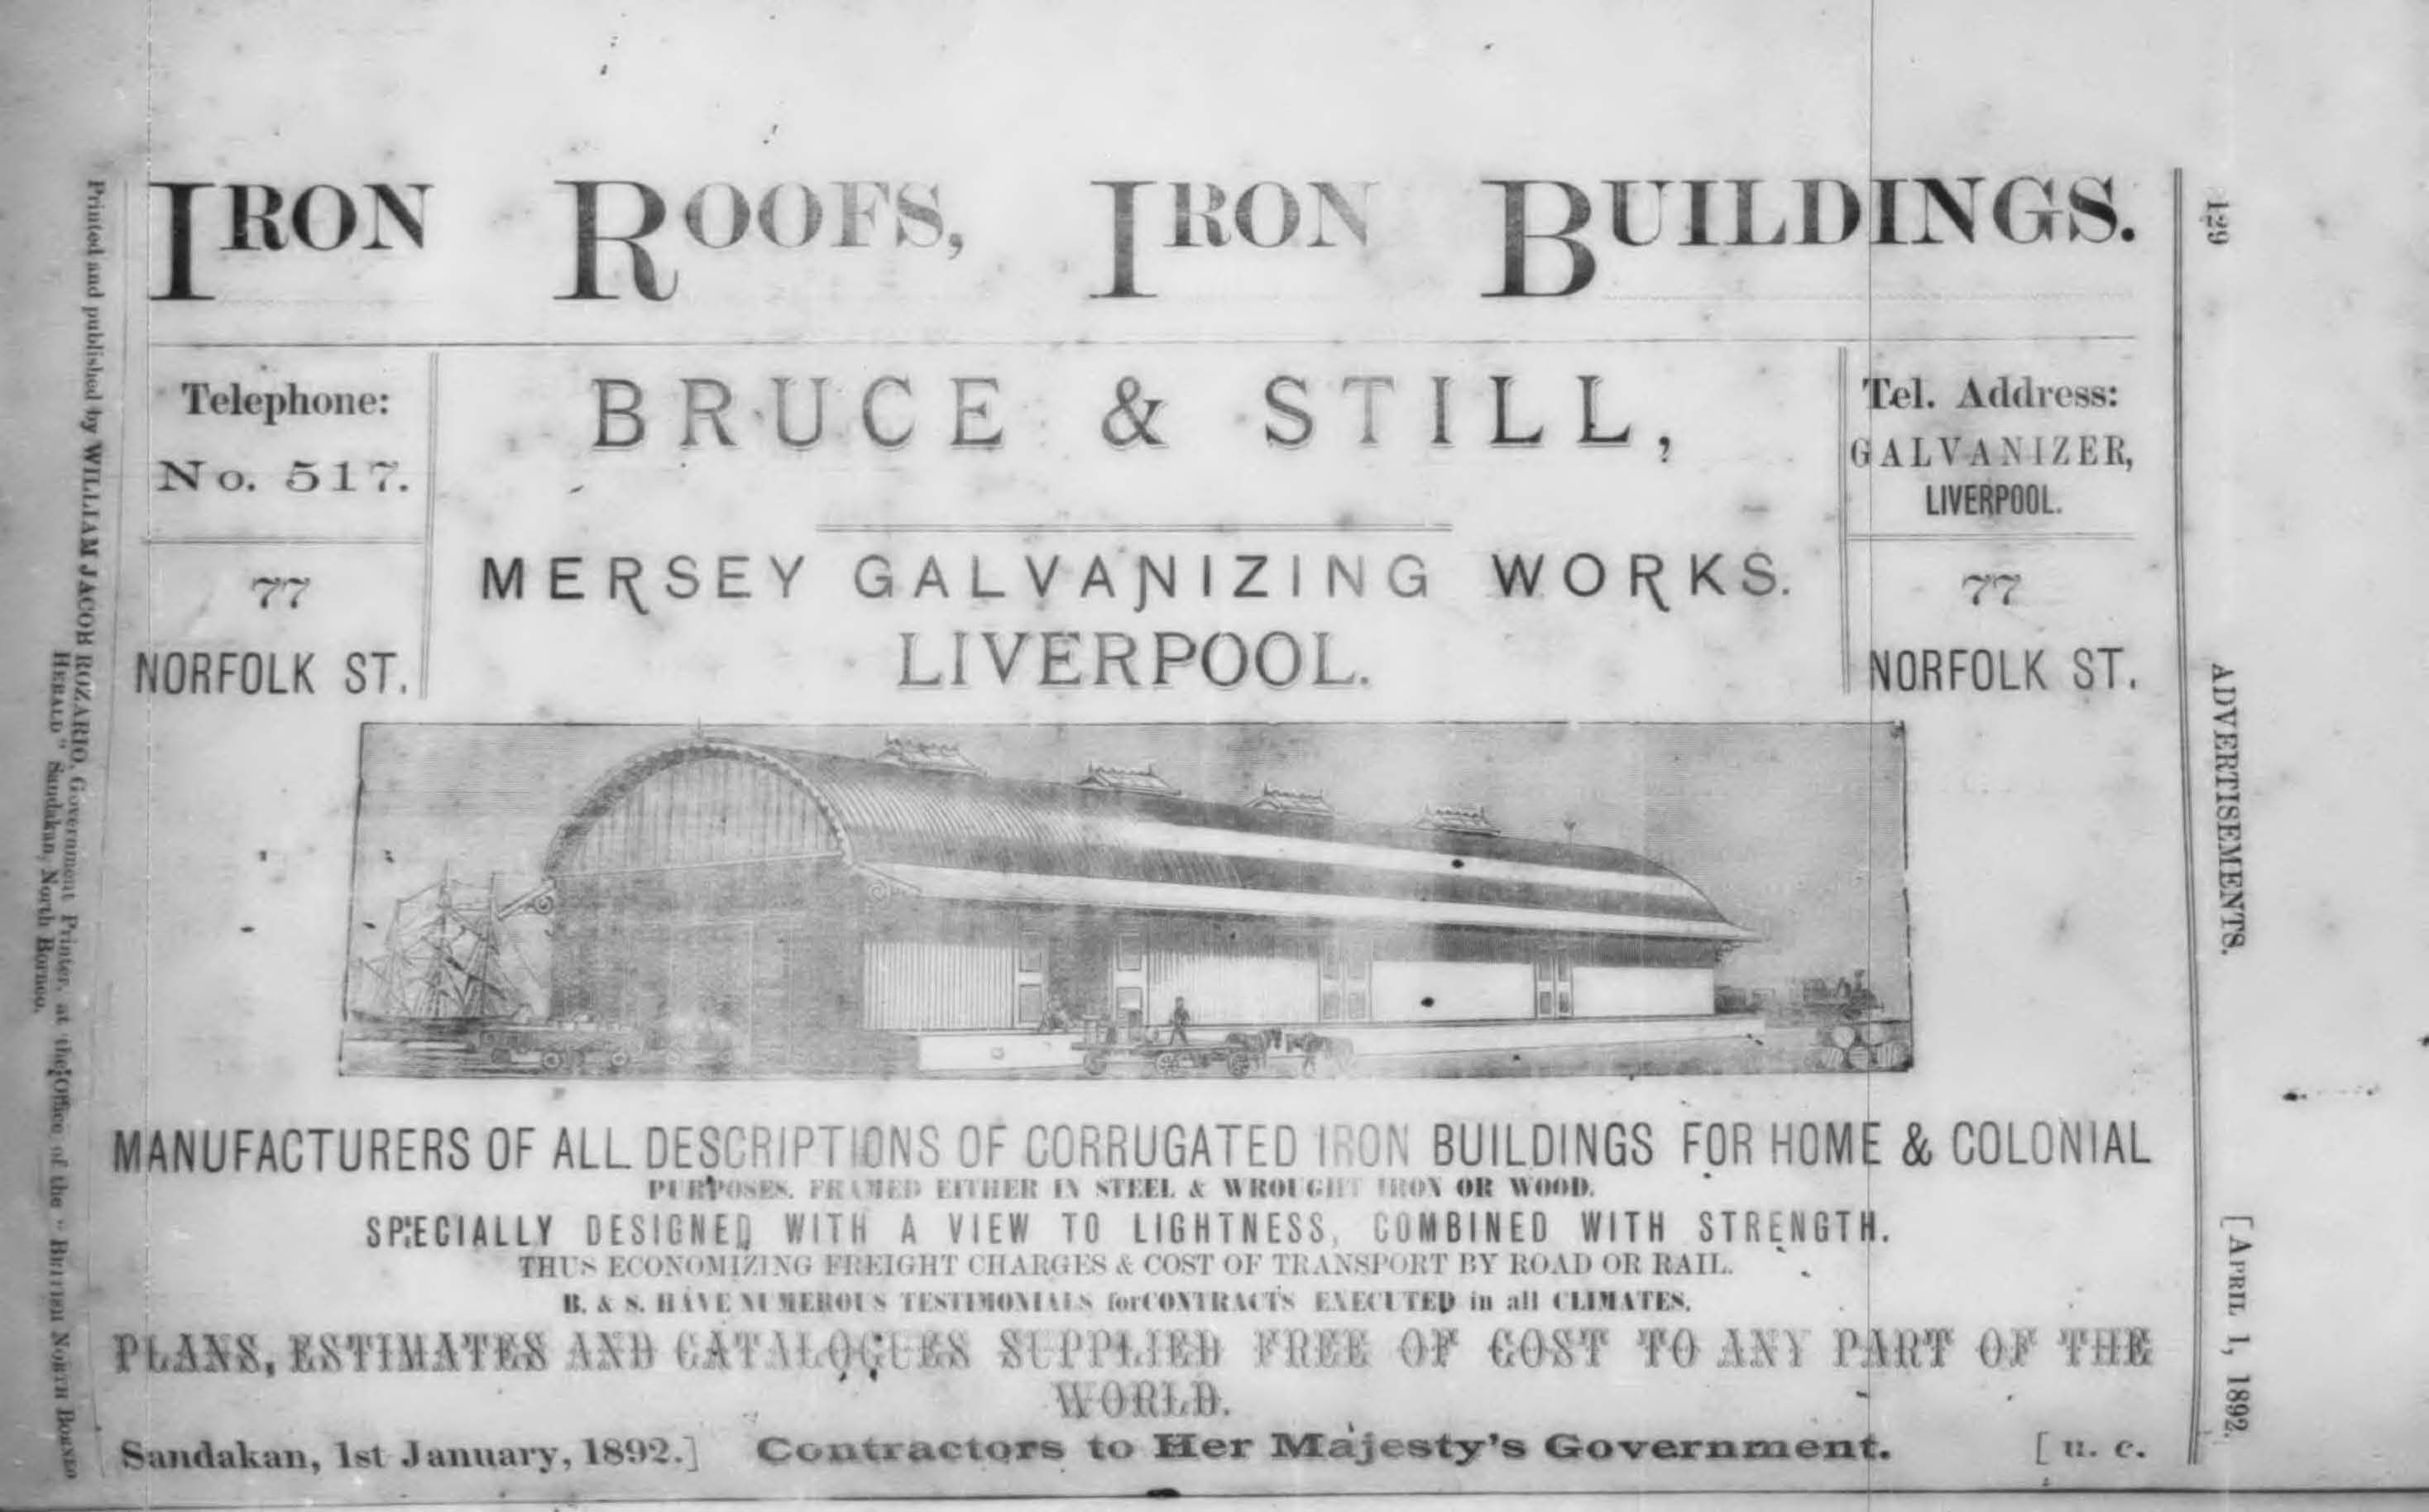 129
ADVERTISEMENTS.
[APRIL 1, 1892.
IRON ROOFS, IRON BUILDINGS.
Telephone:
No. 517.
77
NORFOLK ST.
BRUCE & STILL,
MERSEY GALVANIZING WORKS.
LIVERPOOL.
Tel. Address:
GALVANIZER,
LIVERPOOL.
77
NORFOLK ST.
MANUFACTURERS OF ALL DESCRIPTIONS OF CORRUGATED IRON BUILDINGS FOR HOME & COLONIAL
PURPOSES. FRAMED EITHER IN STEEL & WROUGHT IRON OR WOOD.
SPECIALLY DESIGNED WITH A VIEW TO LIGHTNESS, COMBINED WITH STRENGTH.
THUS ECONOMIZING FREIGHT CHARGES & COST OF TRANSPORT BY ROAD OR RAIL.
B. & S. HAVE NUMEROUS TESTIMONIALS for CONTRACTS EXECUTED in all CLIMATES.
PLANS, ESTIMATES AND CATALOGUES SUPPLIED FREE OF COST TO ANY PART OF THE
WORLD.
Sandakan, 1st January, 1892.] Contractors to Her Majesty's Government. [u. c.
Printed and published by WILLIAM JACOB ROZARIO, Government Printer, at the Office of the "BRITISH NORTH BORNEO
HERALD" Sandakan, North Borneo.